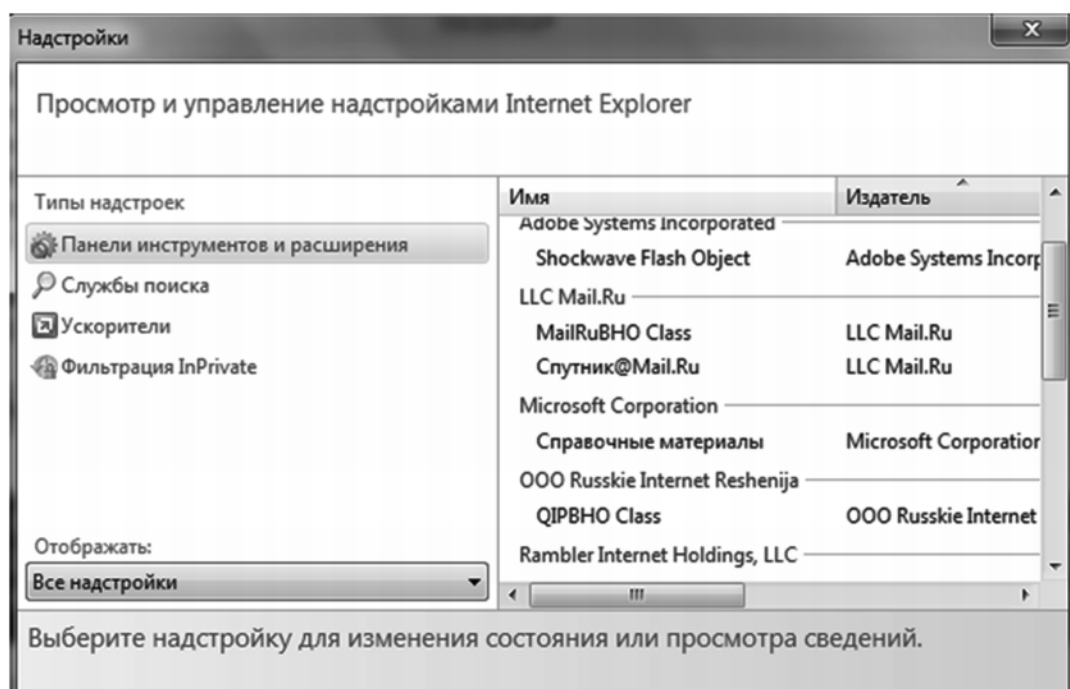 Надстройки
Просмотр и управление надстройками Internet Explorer
Типы надстроек
Панели инструментов и расширения
Службы поиска
Ускорители
Фильтрация InPrivate
Отображать:
Все надстройки
Имя Издатель
Adobe Systems Incorporated
Shockwave Flash Object Adobe Systems Incorp
LLC Mail.Ru
MailRuBHO Class LLC Mail.Ru
Спутник@Mail.Ru LLC Mail.Ru
Microsoft Corporation
Справочные материалы Microsoft Corporation
OOO Russkie Internet Reshenija
QIPBHO Class OOO Russkie Internet
Rambler Internet Holdings, LLC
Выберите надстройку для изменения состояния или просмотра сведений.